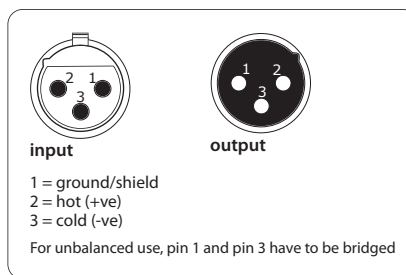 2 1
3
1 2
3
input
output
1 = ground/shield
2 = hot (+ve)
3 = cold (-ve)
For unbalanced use, pin 1 and pin 3 have to be bridged